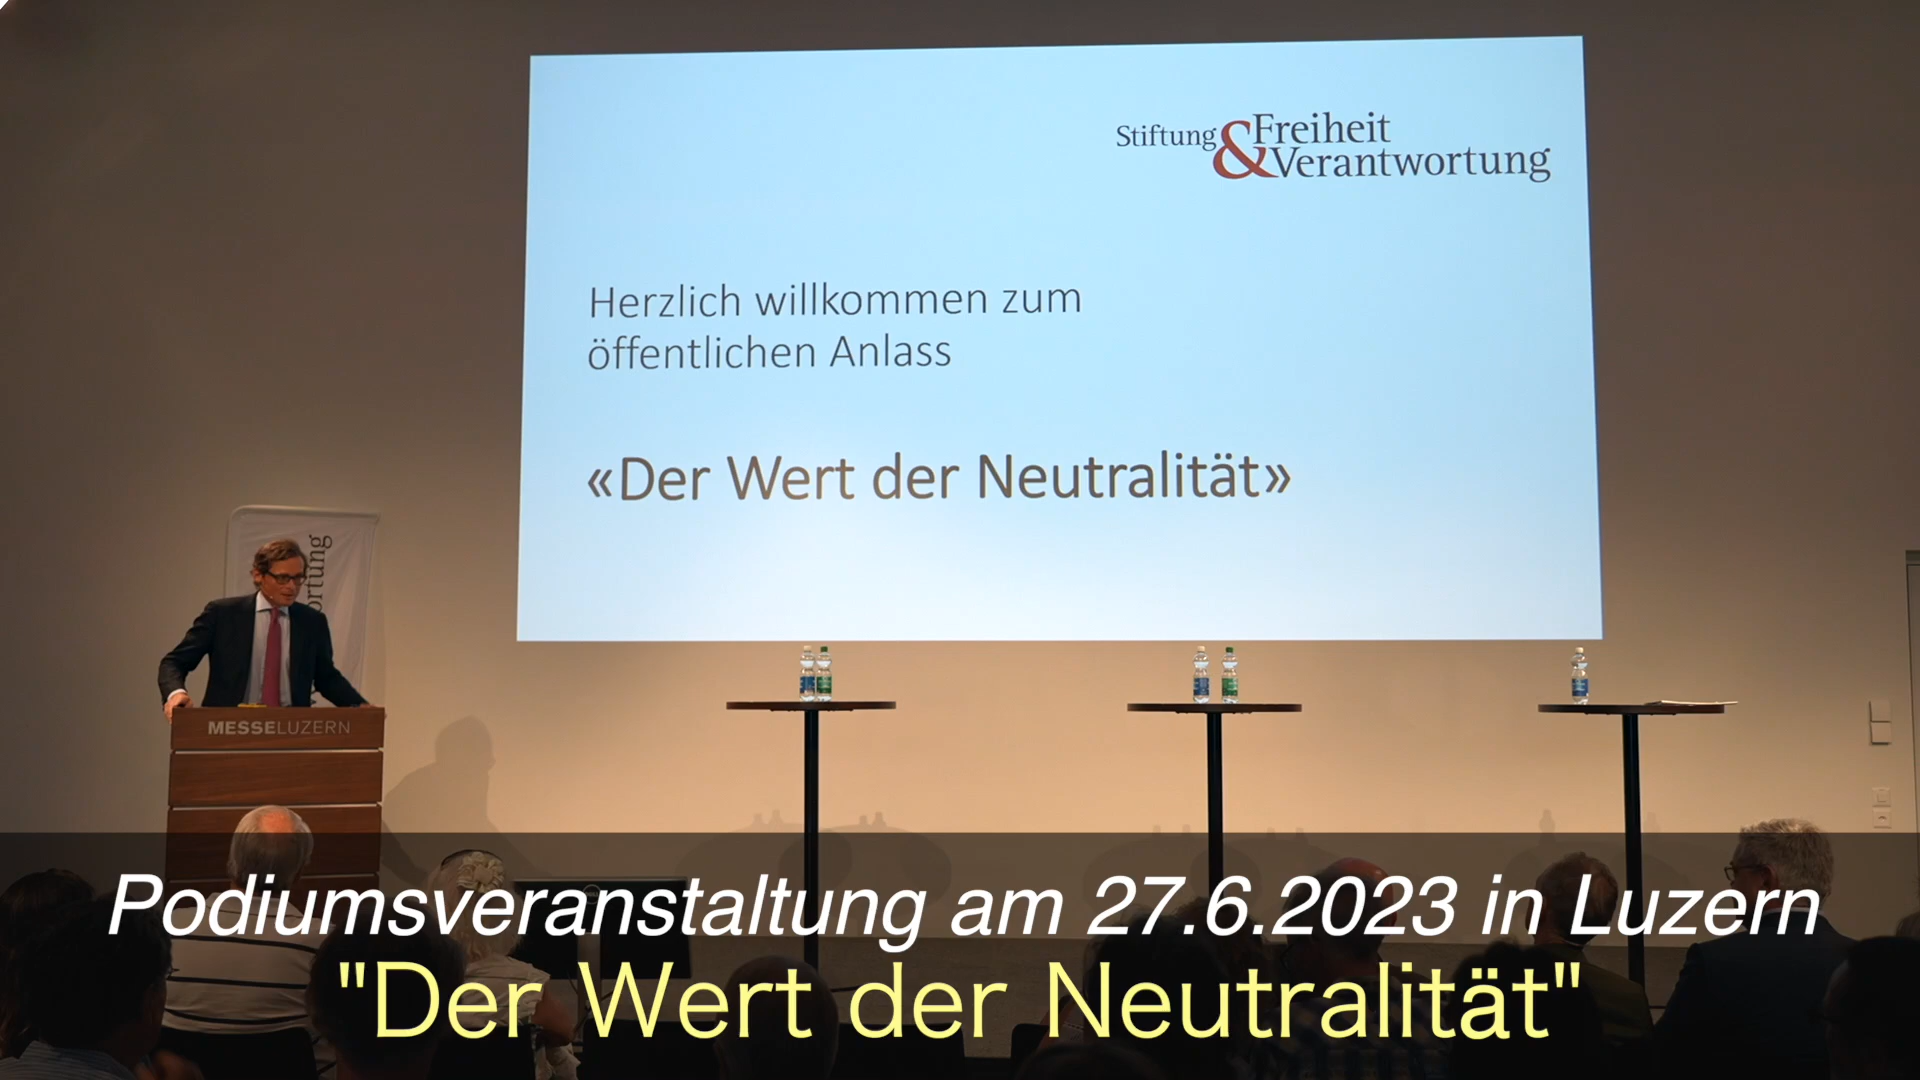 Stiftung & Freiheit
Verantwortung
Herzlich willkommen zum
öffentlichen Anlass
«Der Wert der Neutralität»
ortung
MESSELUZERN
Podiumsveranstaltung am 27.6.2023 in Luzern
"Der Wert der Neutralität"